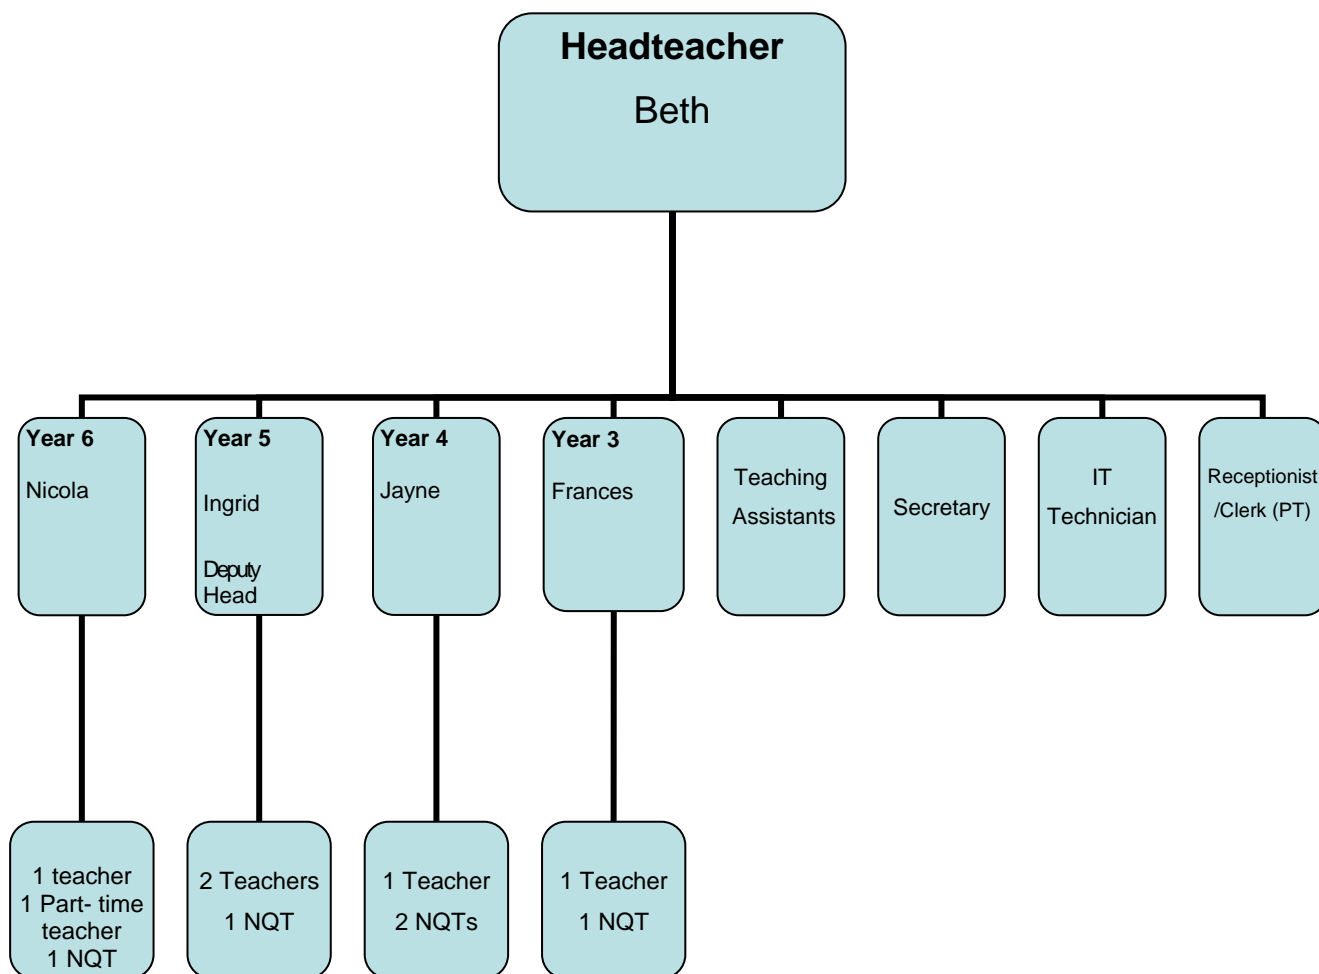 Headteacher
Beth
Year 6
Nicola
Year 5
Ingrid
Deputy
Head
Year 4
Jayne
Year 3
Frances
Teaching
Assistants
Secretary
IT
Technician
Receptionist
/Clerk (PT)
1 teacher
1 Part- time
teacher
1 NQT
2 Teachers
1 NQT
1 Teacher
2 NQTs
1 Teacher
1 NQT